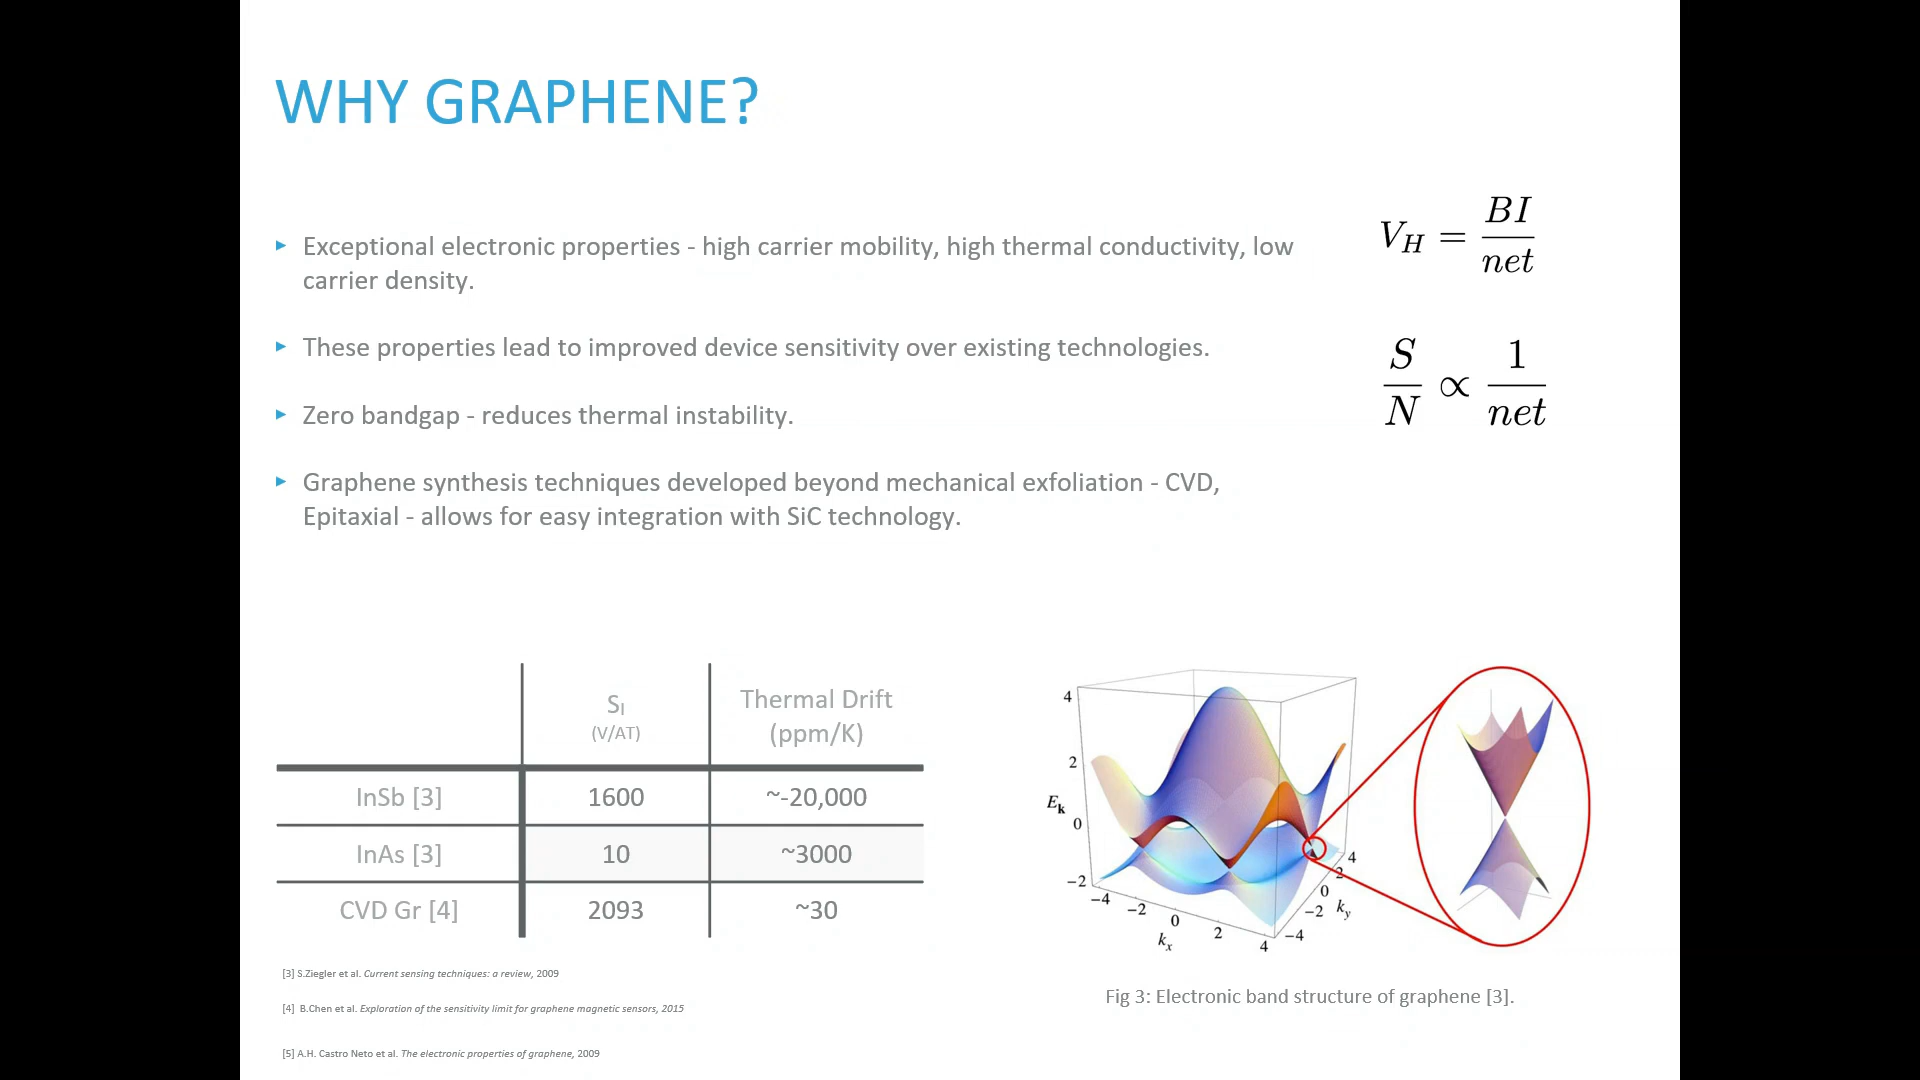 WHY GRAPHENE?
▸ Exceptional electronic properties - high carrier mobility, high thermal conductivity, low
carrier density.
▸ These properties lead to improved device sensitivity over existing technologies.
▸ Zero bandgap - reduces thermal instability.
▸ Graphene synthesis techniques developed beyond mechanical exfoliation - CVD,
Epitaxial - allows for easy integration with SiC technology.
V_H = BI / net
S / N ∝ 1 / net
S_I (V/AT) Thermal Drift (ppm/K)
InSb [3] 1600 ~-20,000
InAs [3] 10 ~3000
CVD Gr [4] 2093 ~30
4
2
E_k
0
-2
-4 -2 0 2 4
k_x
-4 -2 0 2 4
k_y
Fig 3: Electronic band structure of graphene [3].
[3] S.Ziegler et al. Current sensing techniques: a review, 2009
[4] B.Chen et al. Exploration of the sensitivity limit for graphene magnetic sensors, 2015
[5] A.H. Castro Neto et al. The electronic properties of graphene, 2009